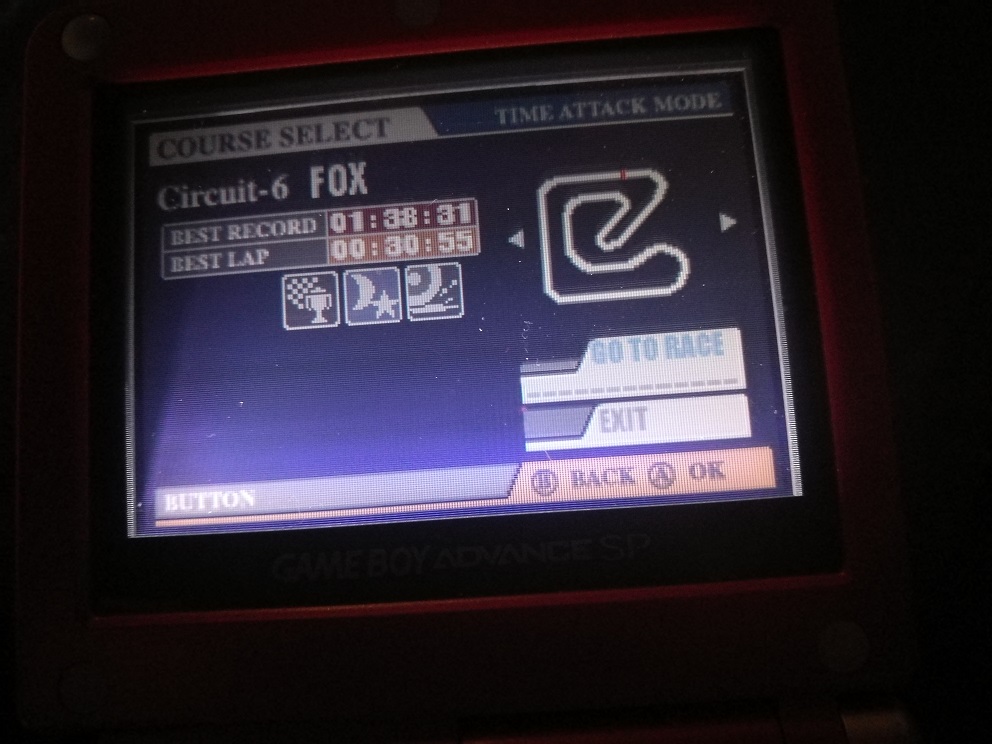 COURSE SELECT
TIME ATTACK MODE
Circuit-6 FOX
BEST RECORD 01:38:31
BEST LAP 00:30:55
GO TO RACE
EXIT
BUTTON
B BACK A OK
GAME BOY ADVANCE SP